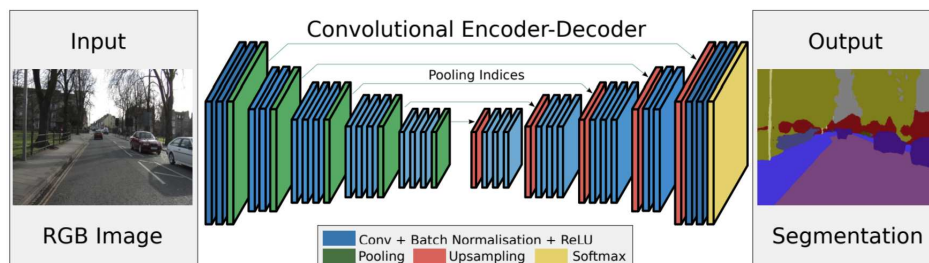 Input
Convolutional Encoder-Decoder
Output
Pooling Indices
RGB Image
Segmentation
Conv + Batch Normalisation + ReLU
Pooling
Upsampling
Softmax